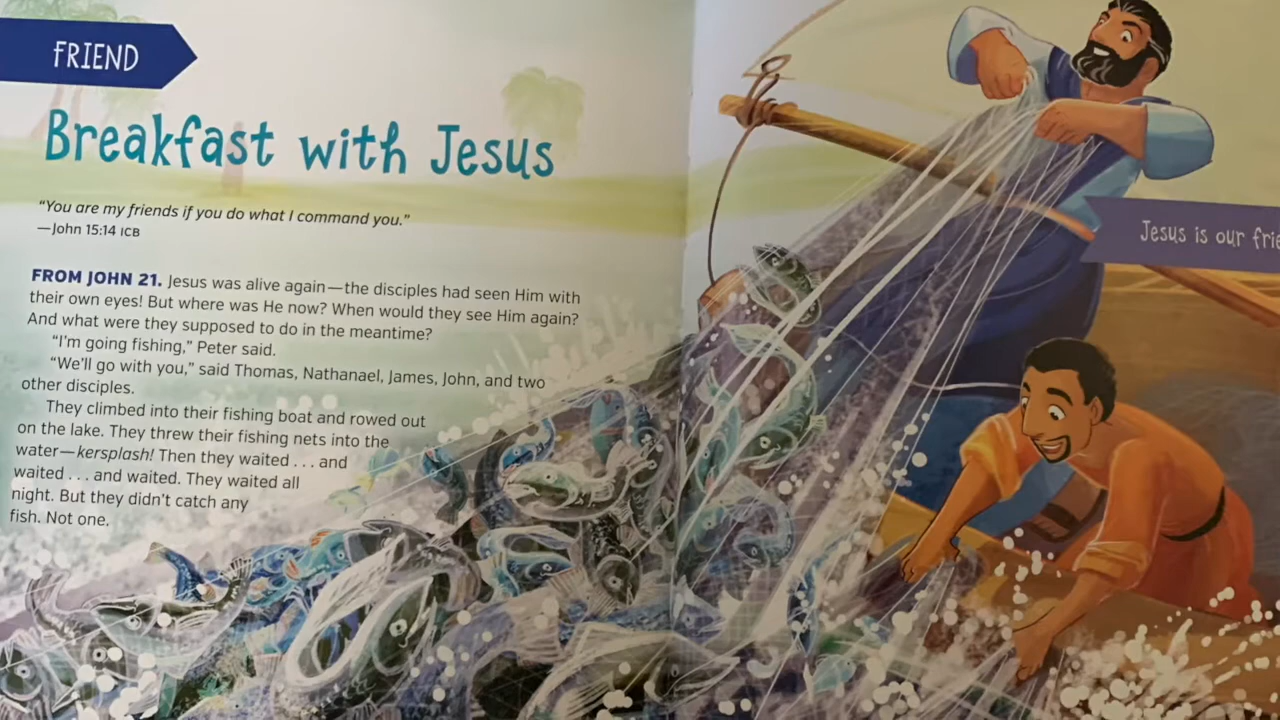 FRIEND
Breakfast with Jesus
“You are my friends if you do what I command you.”
—John 15:14 ICB
FROM JOHN 21. Jesus was alive again—the disciples had seen Him with
their own eyes! But where was He now? When would they see Him again?
And what were they supposed to do in the meantime?
“I’m going fishing,” Peter said.
“We’ll go with you,” said Thomas, Nathanael, James, John, and two
other disciples.
They climbed into their fishing boat and rowed out
on the lake. They threw their fishing nets into the
water—kersplash! Then they waited . . . and
waited . . . and waited. They waited all
night. But they didn’t catch any
fish. Not one.
Jesus is our